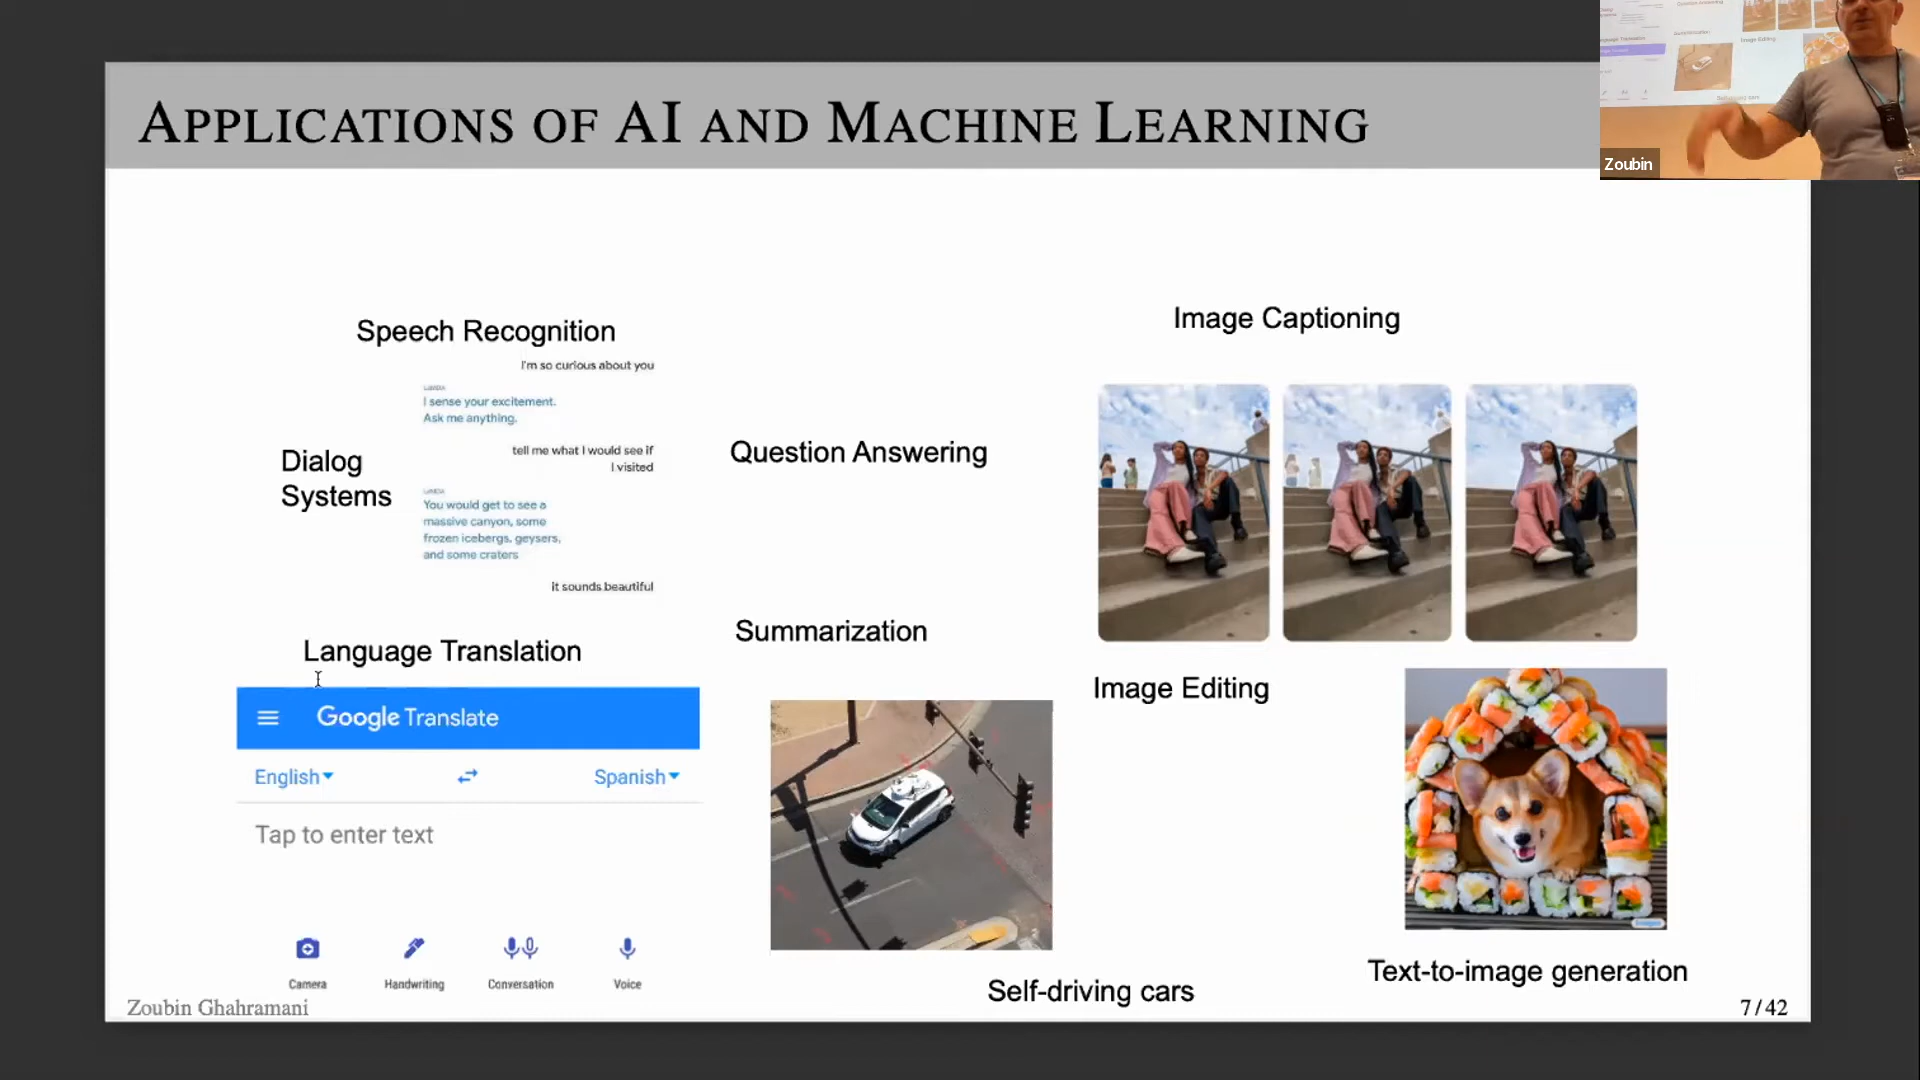 APPLICATIONS OF AI AND MACHINE LEARNING
Zoubin
Speech Recognition
I'm so curious about you
LaMDA
I sense your excitement.
Ask me anything.
Dialog
Systems
tell me what I would see if
I visited
LaMDA
You would get to see a
massive canyon, some
frozen icebergs, geysers,
and some craters
it sounds beautiful
Question Answering
Summarization
Image Captioning
Image Editing
Language Translation
Google Translate
English
Spanish
Tap to enter text
Camera
Handwriting
Conversation
Voice
Self-driving cars
Text-to-image generation
Zoubin Ghahramani
7 / 42